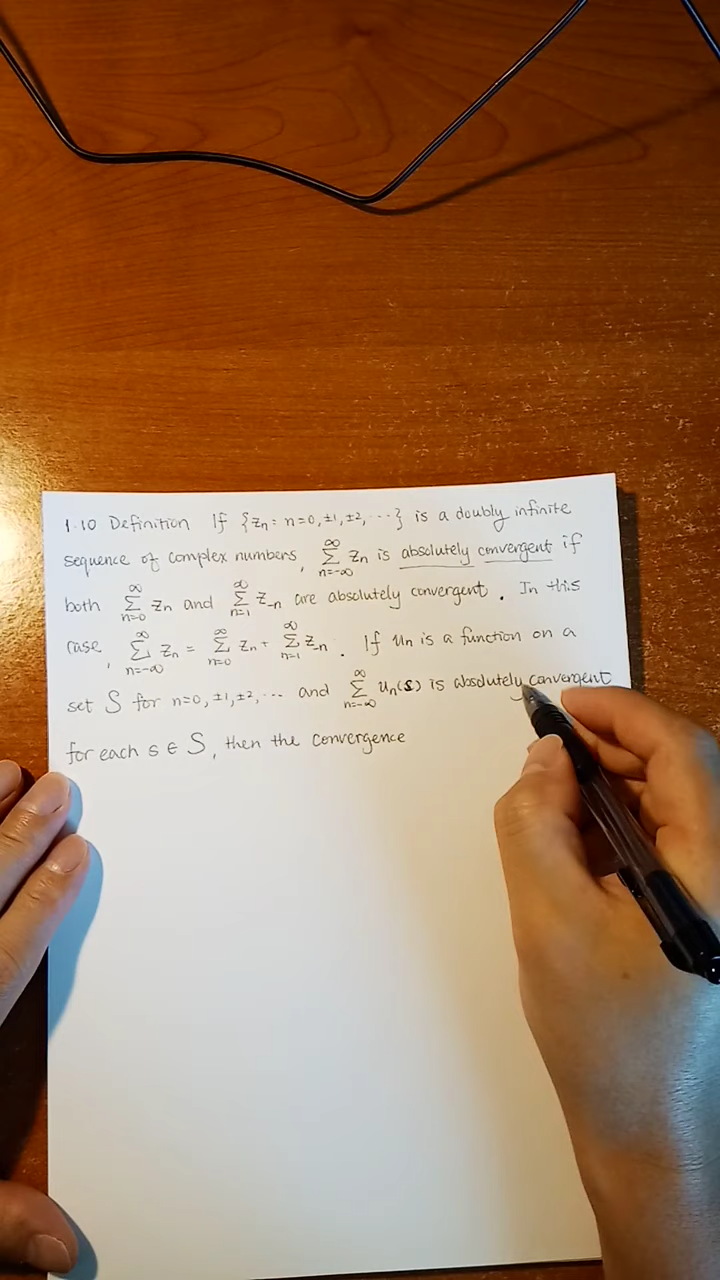 1.10 Definition If {zₙ: n=0,±1,±2,⋯} is a doubly infinite
sequence of complex numbers, ∑_{n=-∞}^{∞} zₙ is absolutely convergent if
both ∑_{n=0}^{∞} zₙ and ∑_{n=1}^{∞} z₋ₙ are absolutely convergent. In this
case, ∑_{n=-∞}^{∞} zₙ = ∑_{n=0}^{∞} zₙ + ∑_{n=1}^{∞} z₋ₙ. If uₙ is a function on a
set S for n=0,±1,±2,⋯ and ∑_{n=-∞}^{∞} uₙ(s) is absolutely convergent
for each s ∈ S, then the convergence